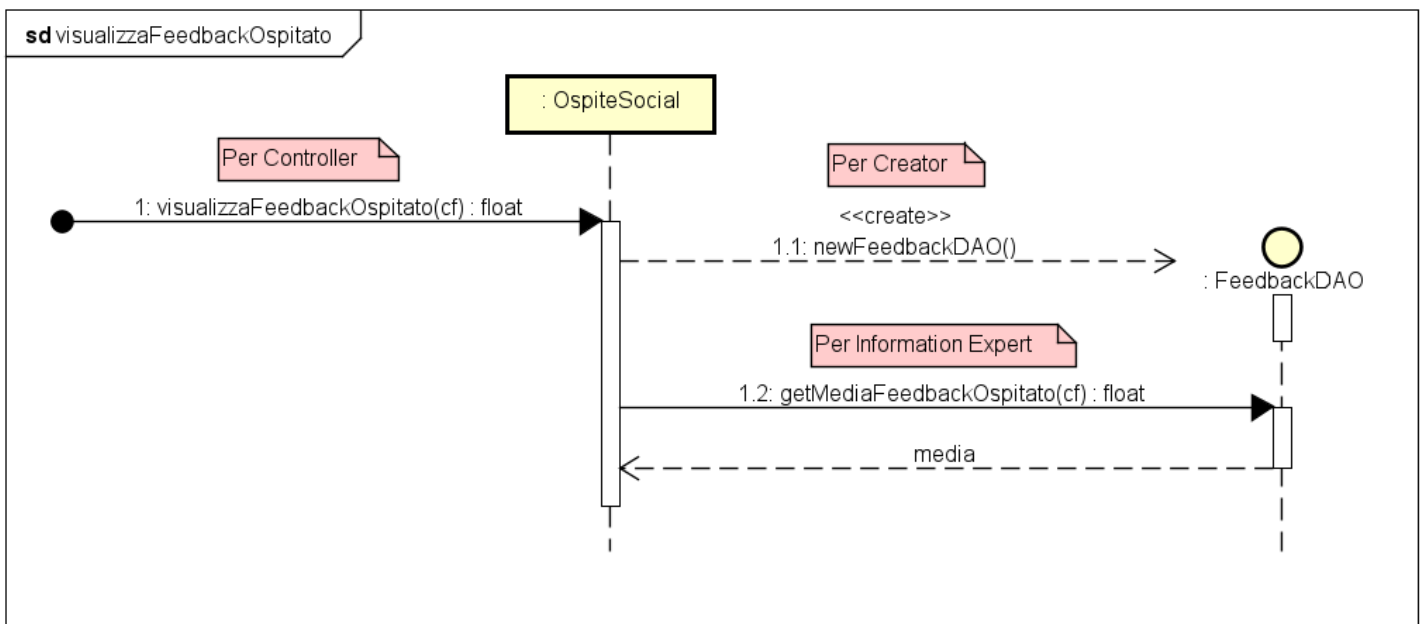 sd visualizzaFeedbackOspitato
: OspiteSocial
Per Controller
Per Creator
1: visualizzaFeedbackOspitato(cf) : float
<<create>>
1.1: newFeedbackDAO()
: FeedbackDAO
Per Information Expert
1.2: getMediaFeedbackOspitato(cf) : float
media